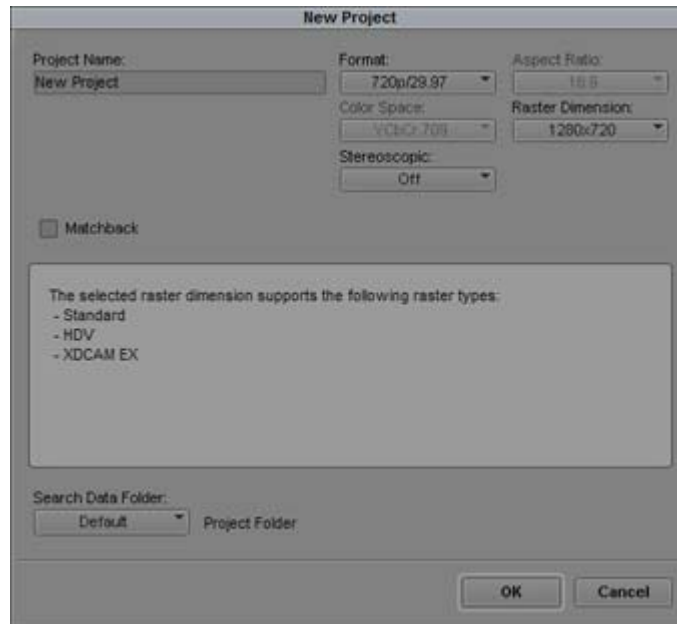 New Project
Project Name:
New Project
Format:
720p/29.97
Aspect Ratio:
16:9
Color Space:
YCbCr 709
Raster Dimension:
1280x720
Stereoscopic:
Off
Matchback
The selected raster dimension supports the following raster types:
- Standard
- HDV
- XDCAM EX
Search Data Folder:
Default
Project Folder
OK
Cancel